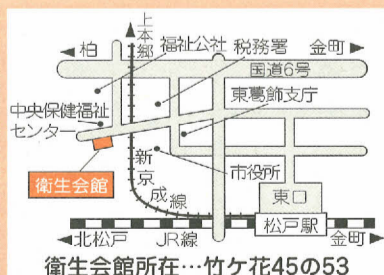 上本郷
福祉公社
税務署
柏
金町
国道6号
東葛飾支庁
中央保健福祉
センター
衛生会館
新京成線
市役所
東口
松戸駅
北松戸
JR線
金町
衛生会館所在…竹ケ花45の53